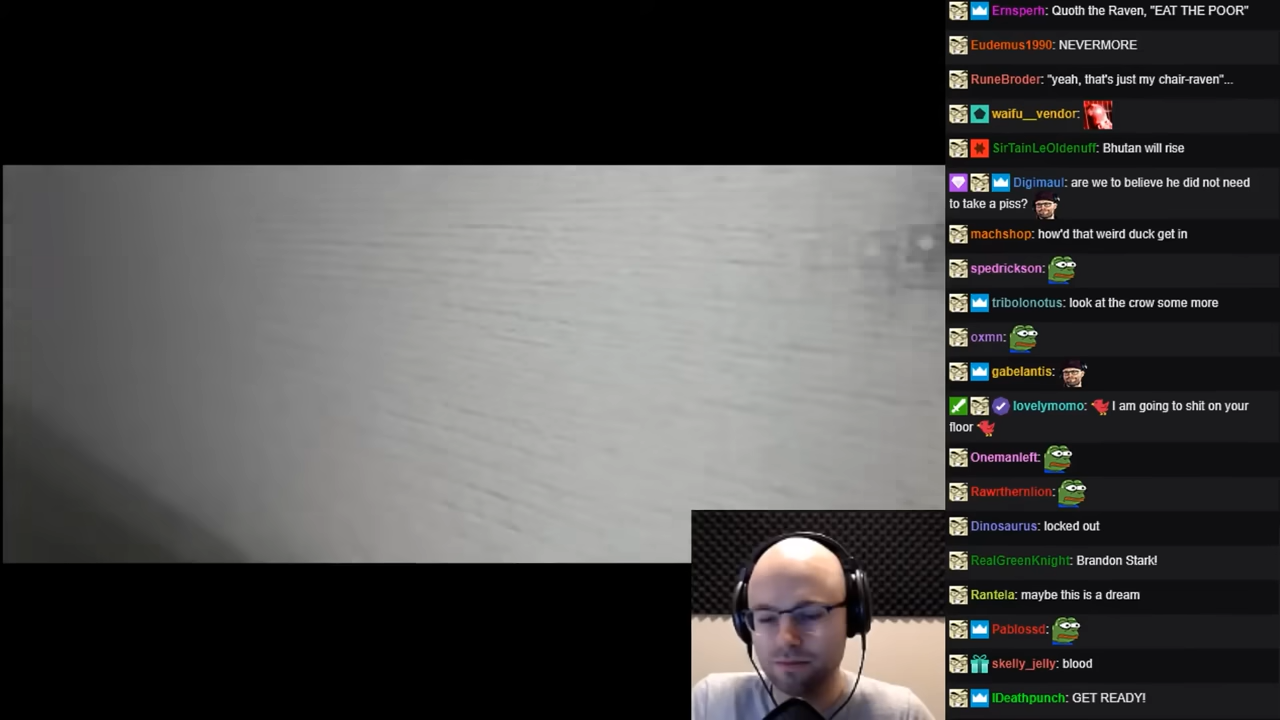 Ernsperh: Quoth the Raven, "EAT THE POOR"
Eudemus1990: NEVERMORE
RuneBroder: "yeah, that's just my chair-raven"...
waifu__vendor:
SirTainLeOldenuff: Bhutan will rise
Digimaul: are we to believe he did not need
to take a piss?
machshop: how'd that weird duck get in
spedrickson:
tribolonotus: look at the crow some more
oxmn:
gabelantis:
lovelymomo: I am going to shit on your
floor
Onemanleft:
Rawrthernlion:
Dinosaurus: locked out
RealGreenKnight: Brandon Stark!
Rantela: maybe this is a dream
Pablossd:
skelly_jelly: blood
IDeathpunch: GET READY!